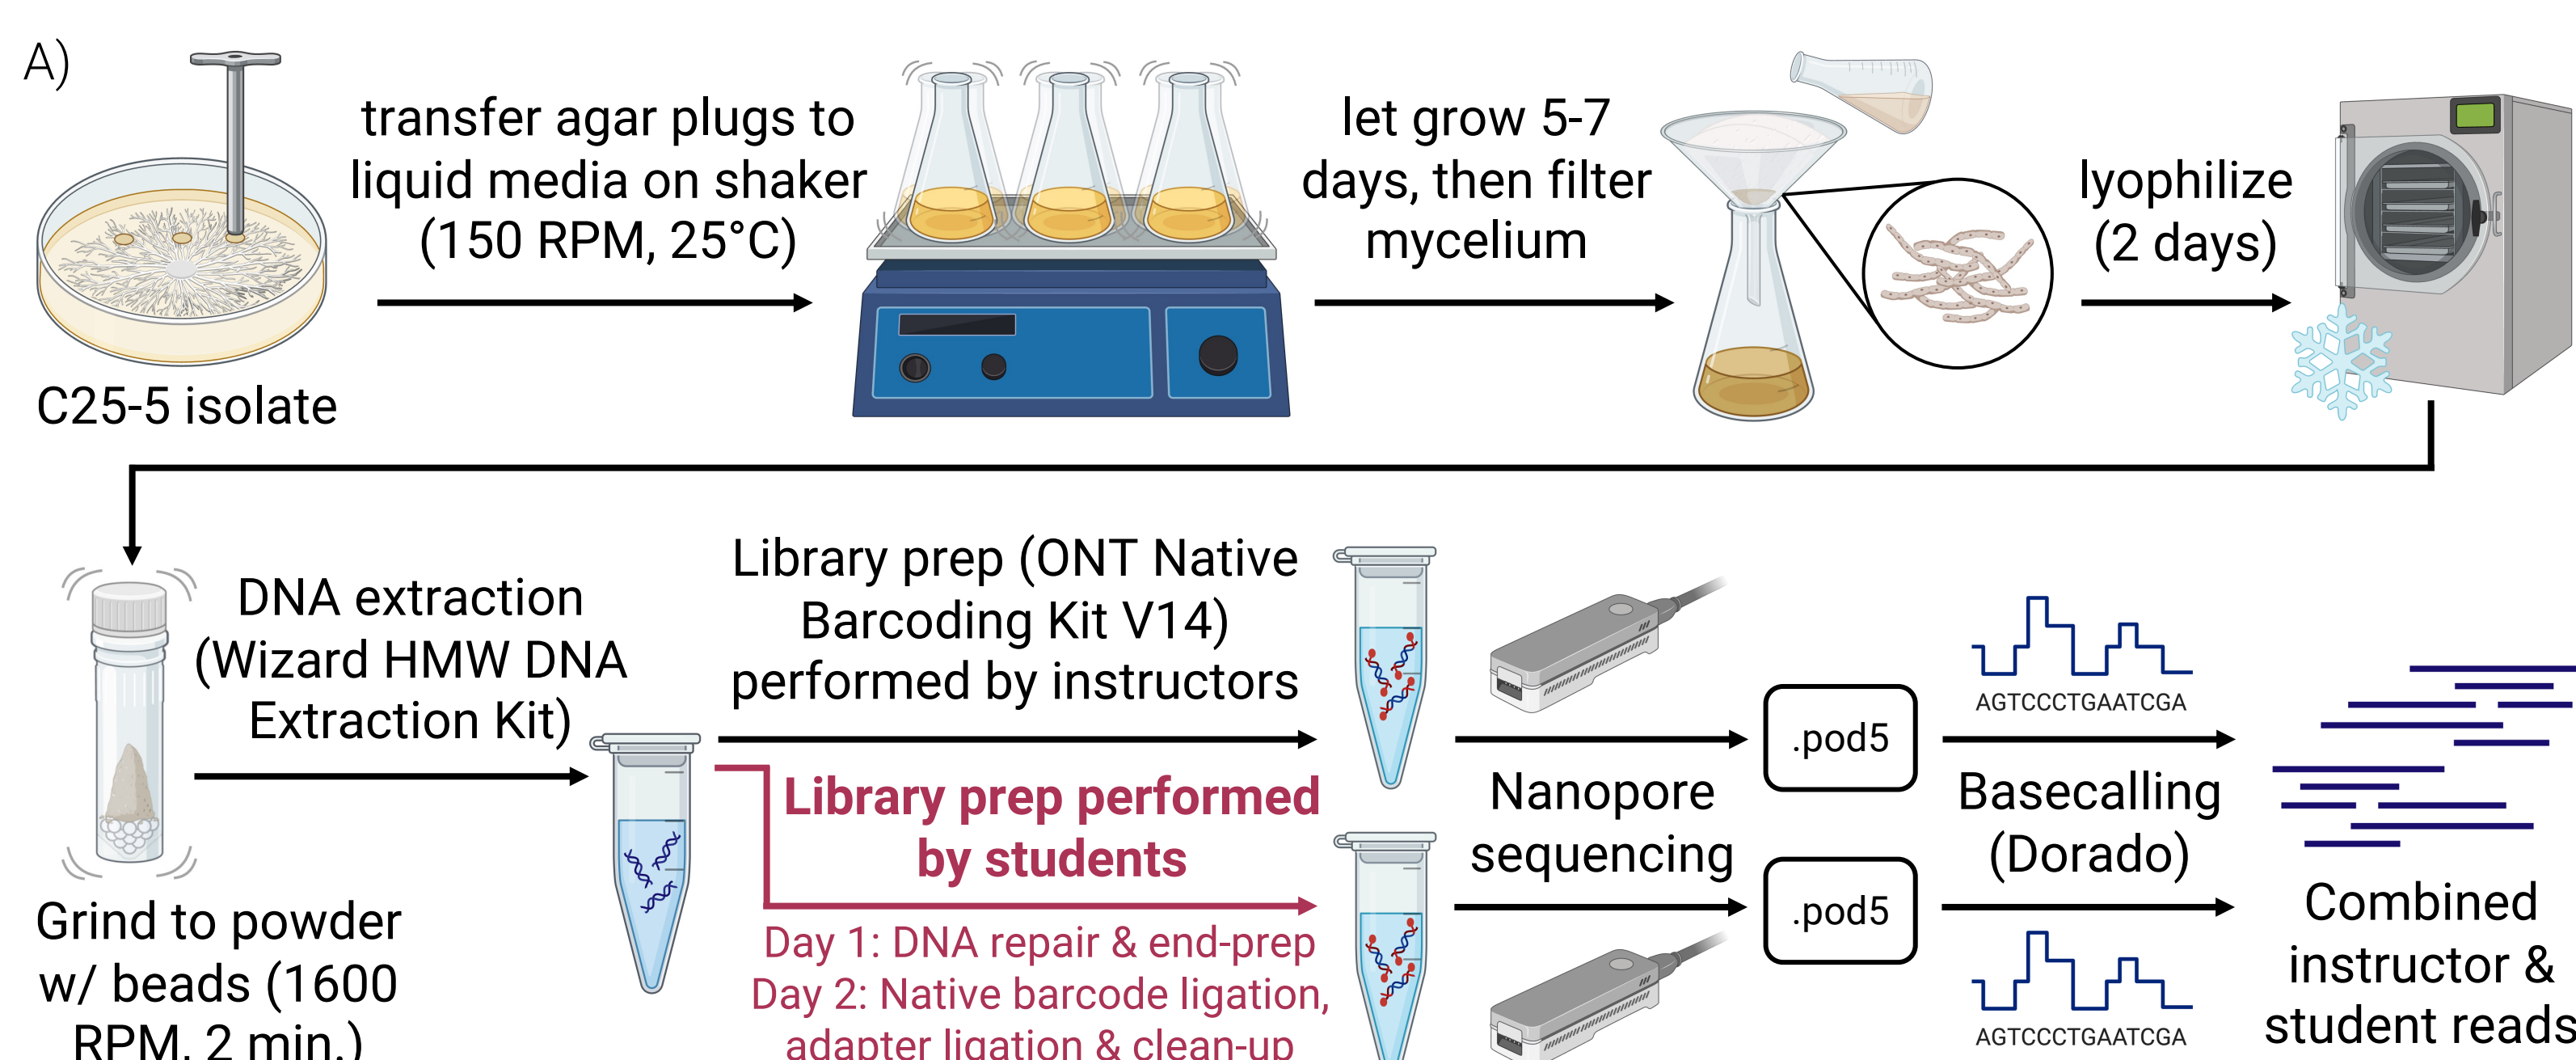 A)
transfer agar plugs to
liquid media on shaker
(150 RPM, 25°C)
let grow 5-7
days, then filter
mycelium
lyophilize
(2 days)
C25-5 isolate
DNA extraction
(Wizard HMW DNA
Extraction Kit)
Library prep (ONT Native
Barcoding Kit V14)
performed by instructors
Library prep performed
by students
Day 1: DNA repair & end-prep
Day 2: Native barcode ligation,
adapter ligation & clean-up
Grind to powder
w/ beads (1600
RPM, 2 min.)
Nanopore
sequencing
.pod5
.pod5
AGTCCCTGAATCGA
Basecalling
(Dorado)
AGTCCCTGAATCGA
Combined
instructor &
student reads